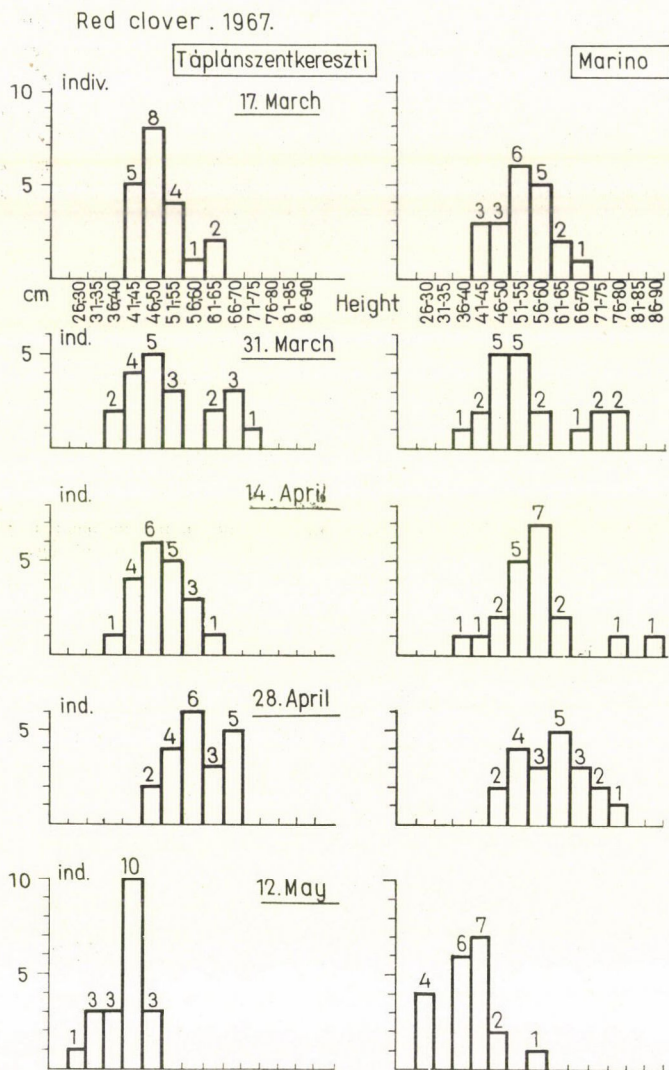 Red clover . 1967.
Táplánszentkereszti
Marino
indiv.
17. March
10
5
5 8 4 1 2
3 3 6 5 2 1
cm
26-30 31-35 36-40 41-45 46-50 51-55 56-60 61-65 66-70 71-75 76-80 81-85 86-90
Height
26-30 31-35 36-40 41-45 46-50 51-55 56-60 61-65 66-70 71-75 76-80 81-85 86-90
ind.
31. March
5
2 4 5 3 2 3 1
1 2 5 5 2 1 2 2
ind.
14. April
5
1 4 6 5 3 1
1 1 2 5 7 2 1 1
ind.
28. April
5
2 4 6 3 5
2 4 3 5 3 2 1
ind.
12. May
10
5
1 3 3 10 3
4 6 7 2 1